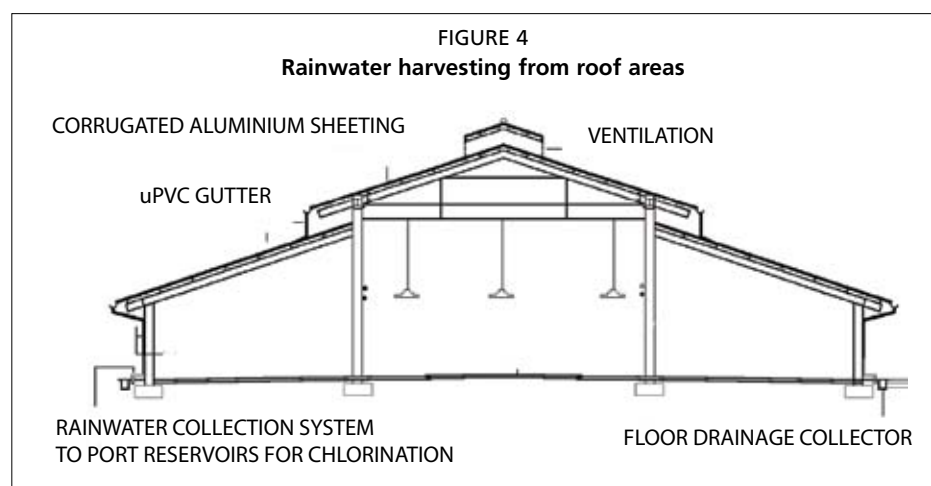 FIGURE 4
Rainwater harvesting from roof areas
CORRUGATED ALUMINIUM SHEETING
VENTILATION
uPVC GUTTER
RAINWATER COLLECTION SYSTEM
TO PORT RESERVOIRS FOR CHLORINATION
FLOOR DRAINAGE COLLECTOR